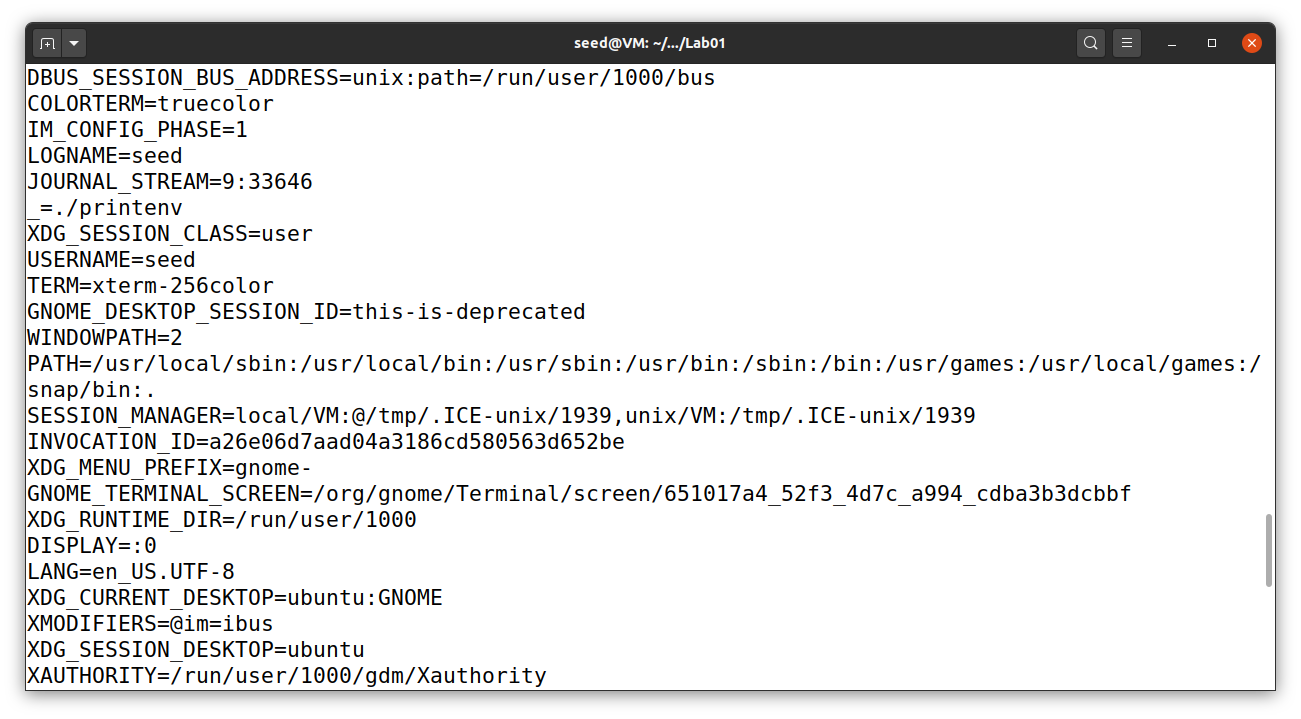 seed@VM: ~/.../Lab01
DBUS_SESSION_BUS_ADDRESS=unix:path=/run/user/1000/bus
COLORTERM=truecolor
IM_CONFIG_PHASE=1
LOGNAME=seed
JOURNAL_STREAM=9:33646
_=./printenv
XDG_SESSION_CLASS=user
USERNAME=seed
TERM=xterm-256color
GNOME_DESKTOP_SESSION_ID=this-is-deprecated
WINDOWPATH=2
PATH=/usr/local/sbin:/usr/local/bin:/usr/sbin:/usr/bin:/sbin:/bin:/usr/games:/usr/local/games:/
snap/bin:.
SESSION_MANAGER=local/VM:@/tmp/.ICE-unix/1939,unix/VM:/tmp/.ICE-unix/1939
INVOCATION_ID=a26e06d7aad04a3186cd580563d652be
XDG_MENU_PREFIX=gnome-
GNOME_TERMINAL_SCREEN=/org/gnome/Terminal/screen/651017a4_52f3_4d7c_a994_cdba3b3dcbbf
XDG_RUNTIME_DIR=/run/user/1000
DISPLAY=:0
LANG=en_US.UTF-8
XDG_CURRENT_DESKTOP=ubuntu:GNOME
XMODIFIERS=@im=ibus
XDG_SESSION_DESKTOP=ubuntu
XAUTHORITY=/run/user/1000/gdm/Xauthority